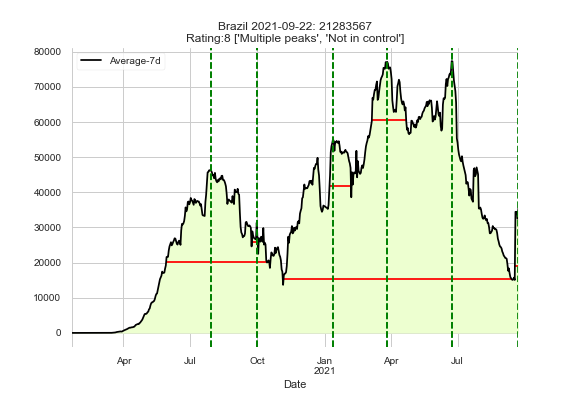 Brazil 2021-09-22: 21283567
Rating:8 ['Multiple peaks', 'Not in control']
Average-7d
80000
70000
60000
50000
40000
30000
20000
10000
0
Apr Jul Oct Jan Apr Jul
2021
Date